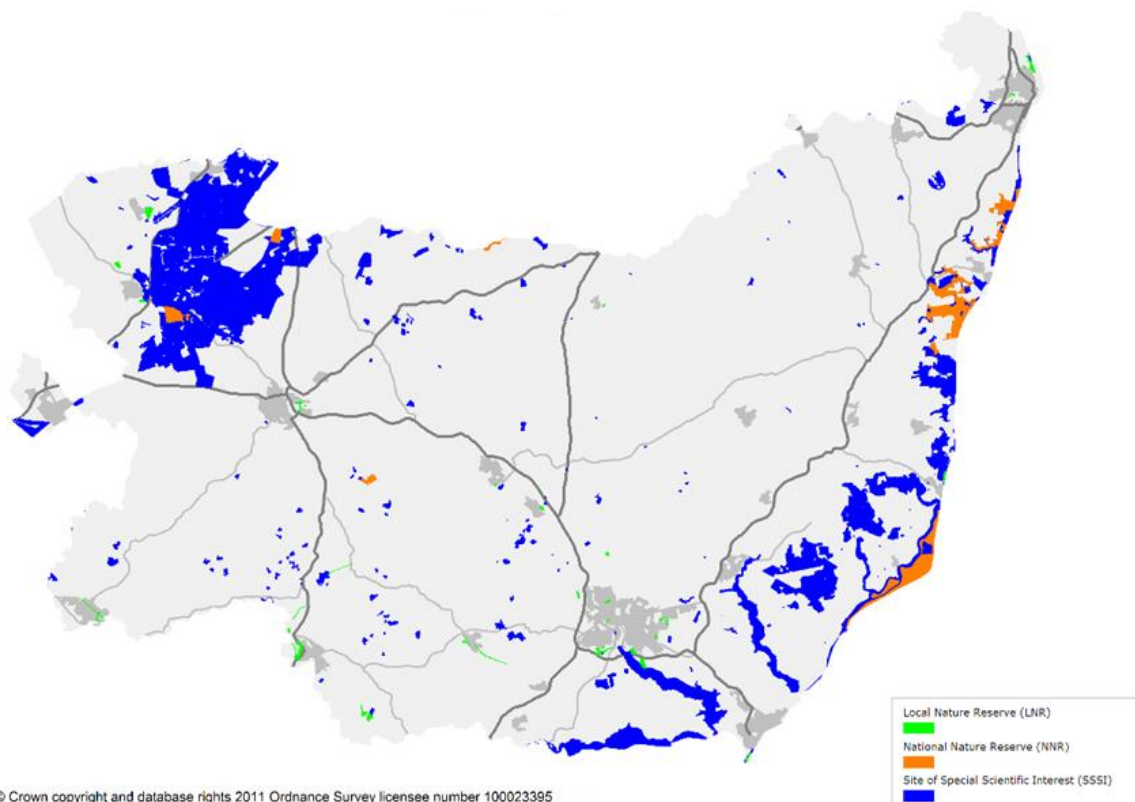 Local Nature Reserve (LNR)
National Nature Reserve (NNR)
Site of Special Scientific Interest (SSSI)
© Crown copyright and database rights 2011 Ordnance Survey licensee number 100023395